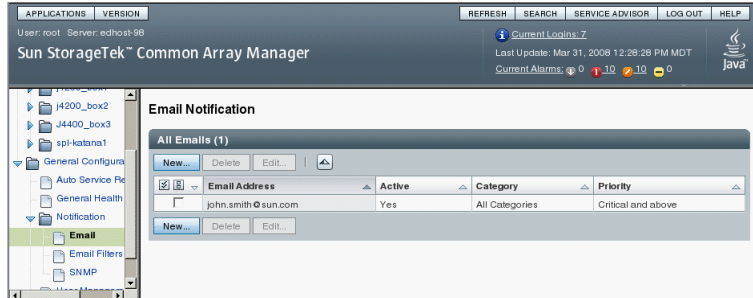 APPLICATIONS VERSION REFRESH SEARCH SERVICE ADVISOR LOG OUT HELP
User: root Server: edhost-98
Sun StorageTek™ Common Array Manager
Current Logins: 7
Last Update: Mar 31, 2008 12:28:28 PM MDT
Current Alarms: 0 10 10 0
Java™
j4200_box2
J4400_box3
spl-katana1
General Configura
Auto Service Re
General Health
Notification
Email
Email Filters
SNMP
Email Notification
All Emails (1)
New... Delete Edit...
Email Address Active Category Priority
john.smith@sun.com Yes All Categories Critical and above
New... Delete Edit...